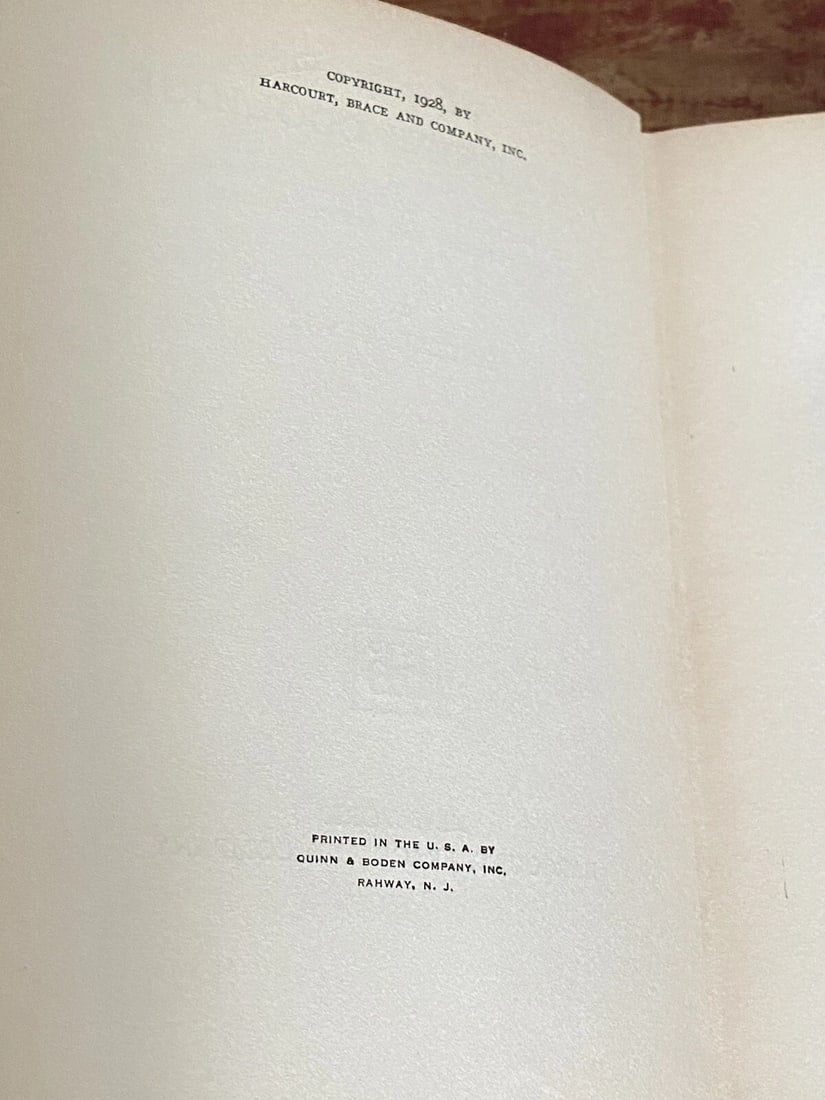 COPYRIGHT, 1928, BY
HARCOURT, BRACE AND COMPANY, INC.
PRINTED IN THE U. S. A. BY
QUINN & BODEN COMPANY, INC.
RAHWAY, N. J.